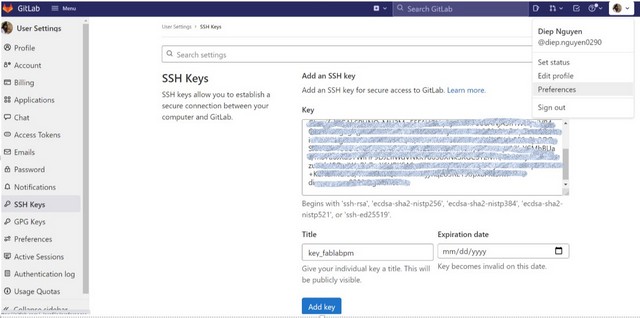 GitLab
Menu
Search GitLab
User Settings
Profile
Account
Billing
Applications
Chat
Access Tokens
Emails
Password
Notifications
SSH Keys
GPG Keys
Preferences
Active Sessions
Authentication log
Usage Quotas
Collapse sidebar
User Settings > SSH Keys
Search settings
SSH Keys
SSH keys allow you to establish a
secure connection between your
computer and GitLab.
Add an SSH key
Add an SSH key for secure access to GitLab. Learn more.
Key
Begins with 'ssh-rsa', 'ecdsa-sha2-nistp256', 'ecdsa-sha2-nistp384', 'ecdsa-sha2-
nistp521', or 'ssh-ed25519'.
Title
key_fablabpm
Give your individual key a title. This will
be publicly visible.
Expiration date
mm/dd/yyyy
Key becomes invalid on this date.
Add key
Diep Nguyen
@diep.nguyen0290
Set status
Edit profile
Preferences
Sign out